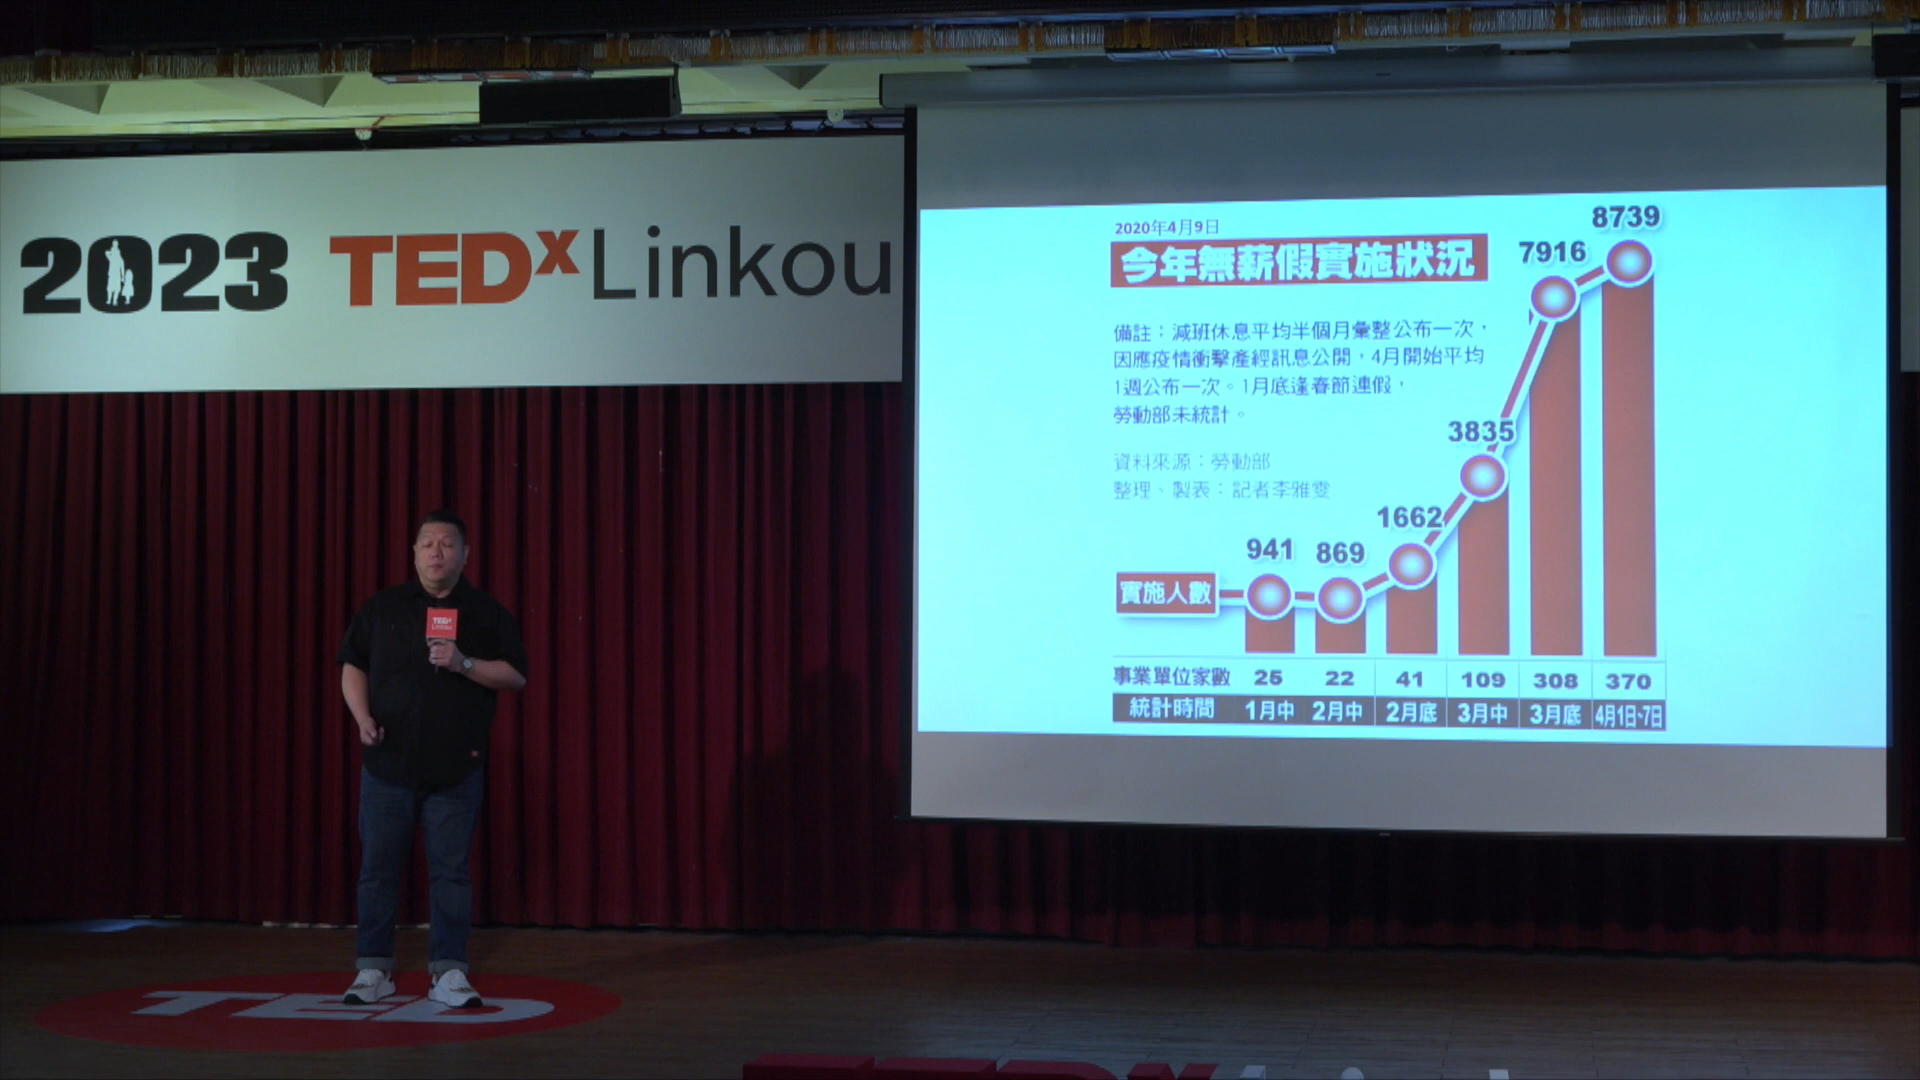 2023 TEDxLinkou
2020年4月9日
今年無薪假實施狀況
備註：減班休息平均半個月彙整公布一次，
因應疫情衝擊產經訊息公開，4月開始平均
1週公布一次。1月底逢春節連假，
勞動部未統計。
資料來源：勞動部
整理、製表：記者李雅雯
941 869 1662 3835 7916 8739
實施人數
事業單位家數 25 22 41 109 308 370
統計時間 1月中 2月中 2月底 3月中 3月底 4月1日~7日
TEDx
Linkou
TED